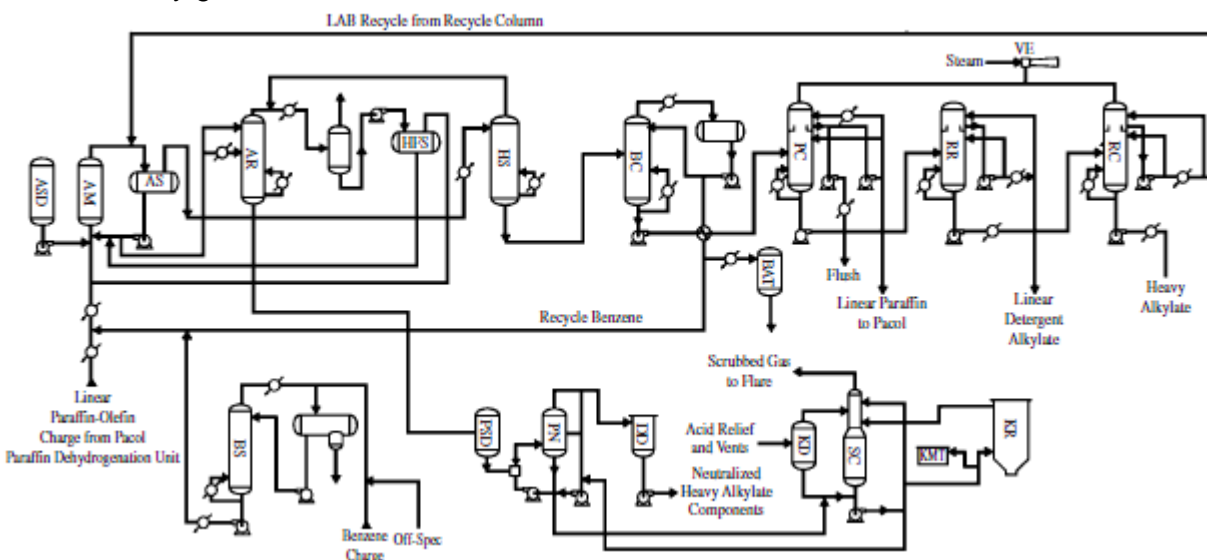 LAB Recycle from Recycle Column
VE
Steam
HFS
AR
HS
BC
PC
RR
RC
ASD
AM
AS
BAT
Flush
Linear Paraffin
to Pacol
Linear
Detergent
Alkylate
Heavy
Alkylate
Recycle Benzene
Scrubbed Gas
to Flare
Linear
Paraffin-Olefin
Charge from Pacol
Paraffin Dehydrogenation Unit
BS
PSD
PN
DD
Acid Relief
and Vents
KD
SC
KMT
KR
Neutralized
Heavy Alkylate
Components
Benzene
Charge
Off-Spec